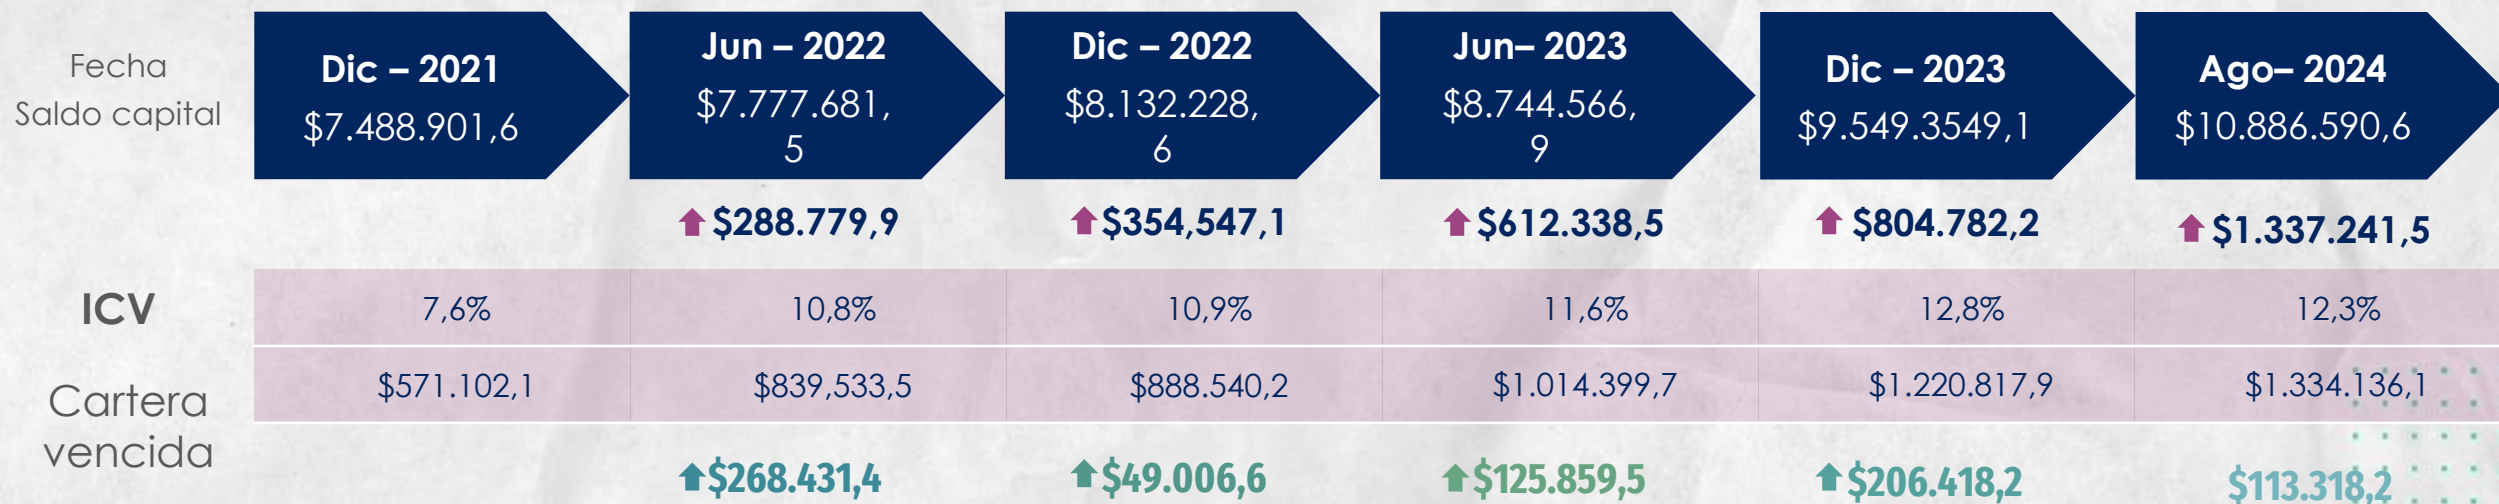 Fecha
Saldo capital
Dic – 2021
$7.488.901,6
Jun – 2022
$7.777.681,
5
Dic – 2022
$8.132.228,
6
Jun– 2023
$8.744.566,
9
Dic – 2023
$9.549.3549,1
Ago– 2024
$10.886.590,6
$288.779,9
$354,547,1
$612.338,5
$804.782,2
$1.337.241,5
ICV
7,6%
10,8%
10,9%
11,6%
12,8%
12,3%
Cartera
vencida
$571.102,1
$839,533,5
$888.540,2
$1.014.399,7
$1.220.817,9
$1.334.136,1
$268.431,4
$49.006,6
$125.859,5
$206.418,2
$113.318,2